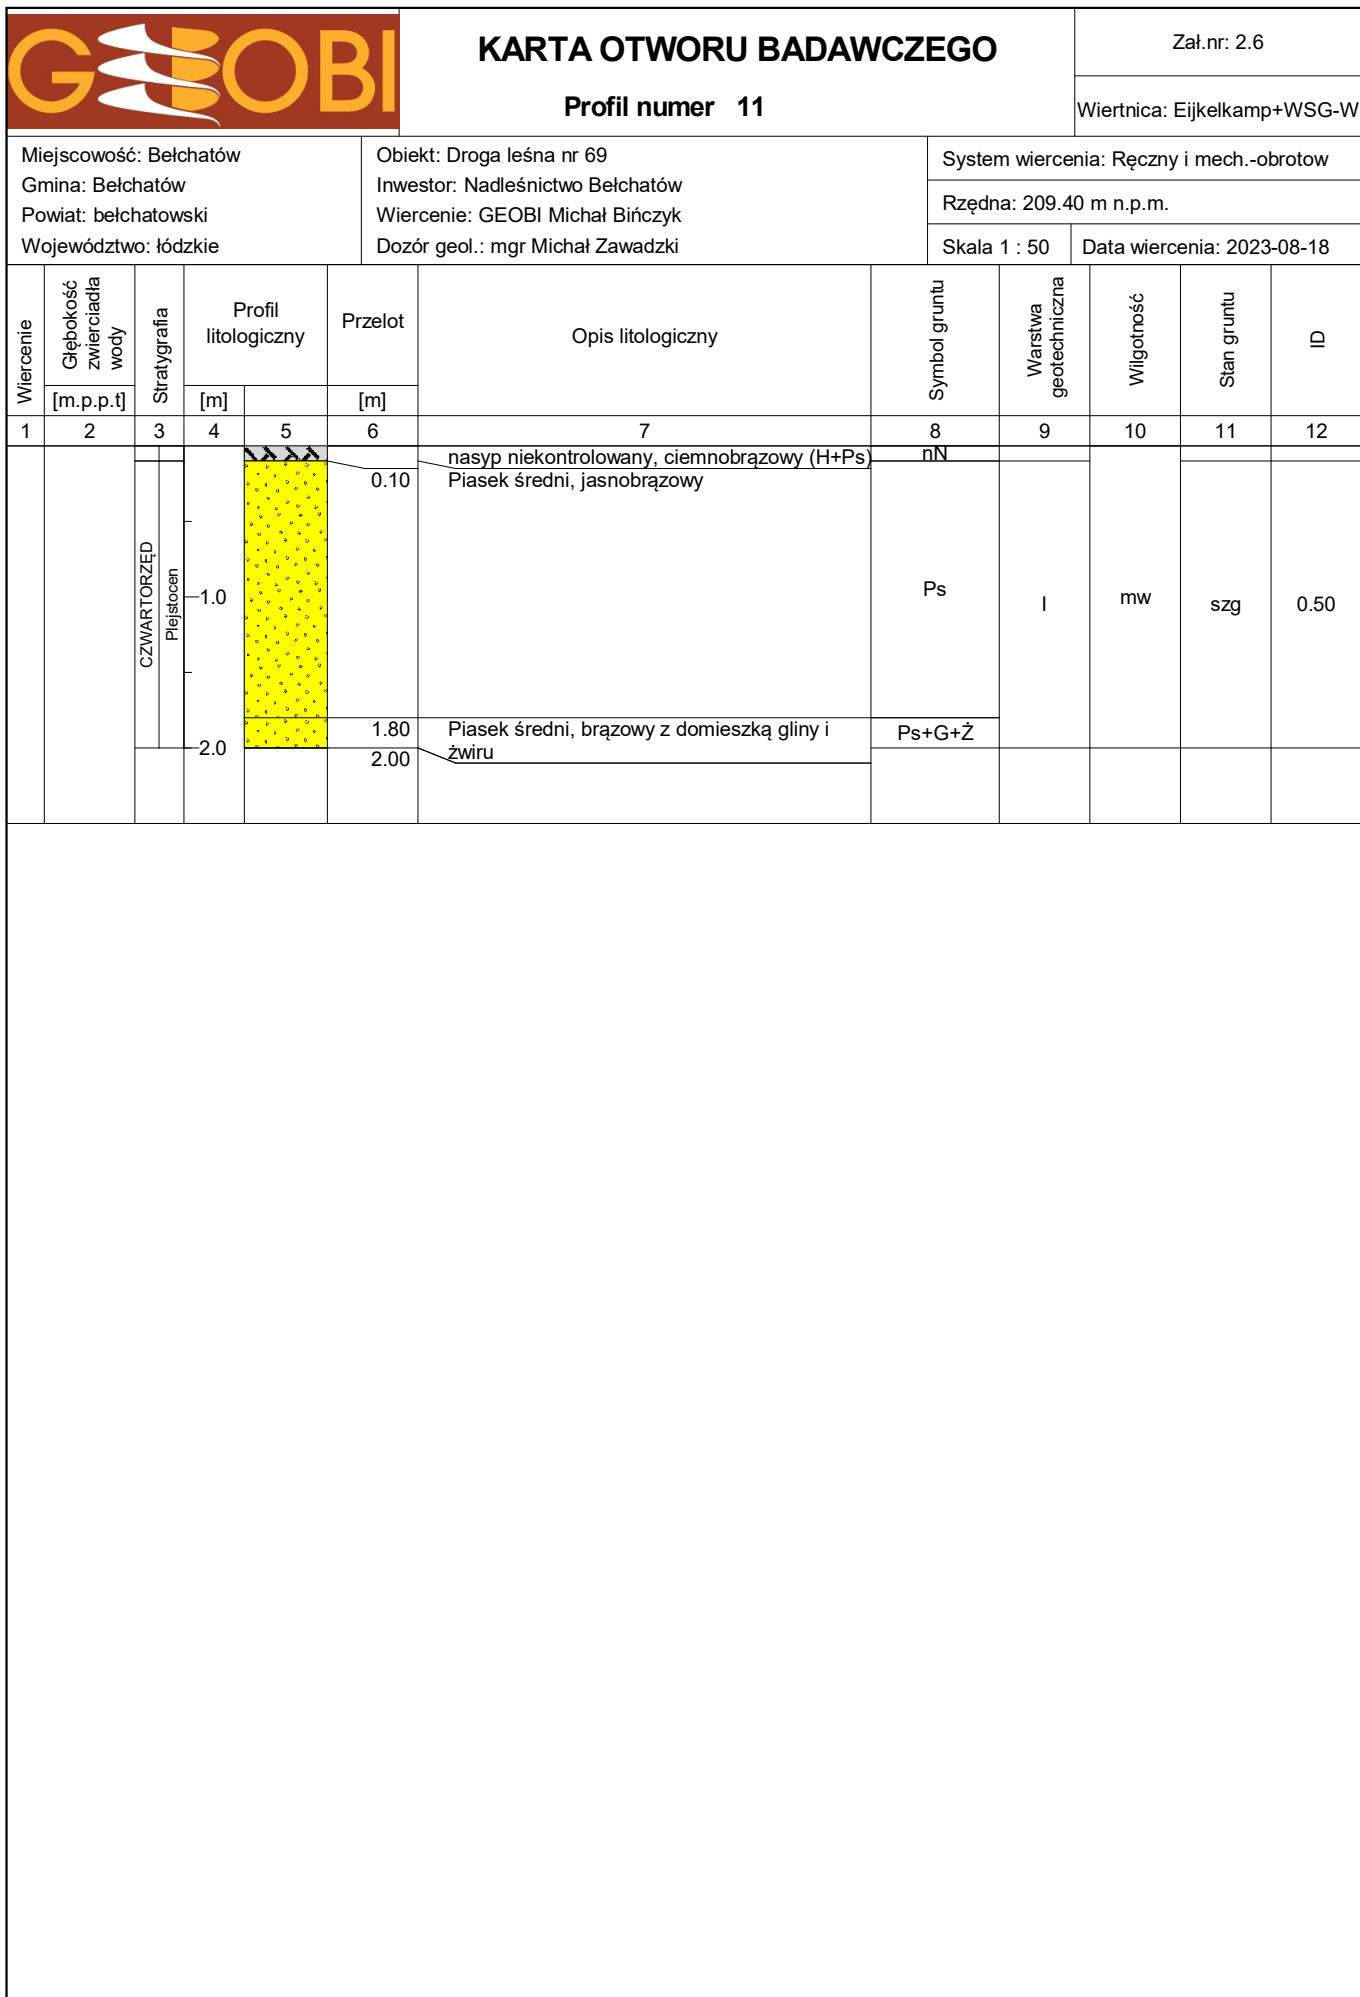 GEOBI
KARTA OTWORU BADAWCZEGO
Profil numer 11
Zał.nr: 2.6
Wiertnica: Eijkelkamp+WSG-W
Miejscowość: Bełchatów
Gmina: Bełchatów
Powiat: bełchatowski
Województwo: łódzkie
Obiekt: Droga leśna nr 69
Inwestor: Nadleśnictwo Bełchatów
Wiercenie: GEOBI Michał Bińczyk
Dozór geol.: mgr Michał Zawadzki
System wiercenia: Ręczny i mech.-obrotow
Rzędna: 209.40 m n.p.m.
Skala 1 : 50
Data wiercenia: 2023-08-18
Wiercenie
Głębokość
zwierciadła
wody
[m.p.p.t]
Stratygrafia
Profil
litologiczny
[m]
Przelot
[m]
Opis litologiczny
Symbol gruntu
Warstwa
geotechniczna
Wilgotność
Stan gruntu
ID
1 2 3 4 5 6 7 8 9 10 11 12
nasyp niekontrolowany, ciemnobrązowy (H+Ps)
nN
0.10
Piasek średni, jasnobrązowy
CZWARTORZĘD
Plejstocen
1.0
Ps
I
mw
szg
0.50
1.80
Piasek średni, brązowy z domieszką gliny i
żwiru
Ps+G+Ż
2.0
2.00